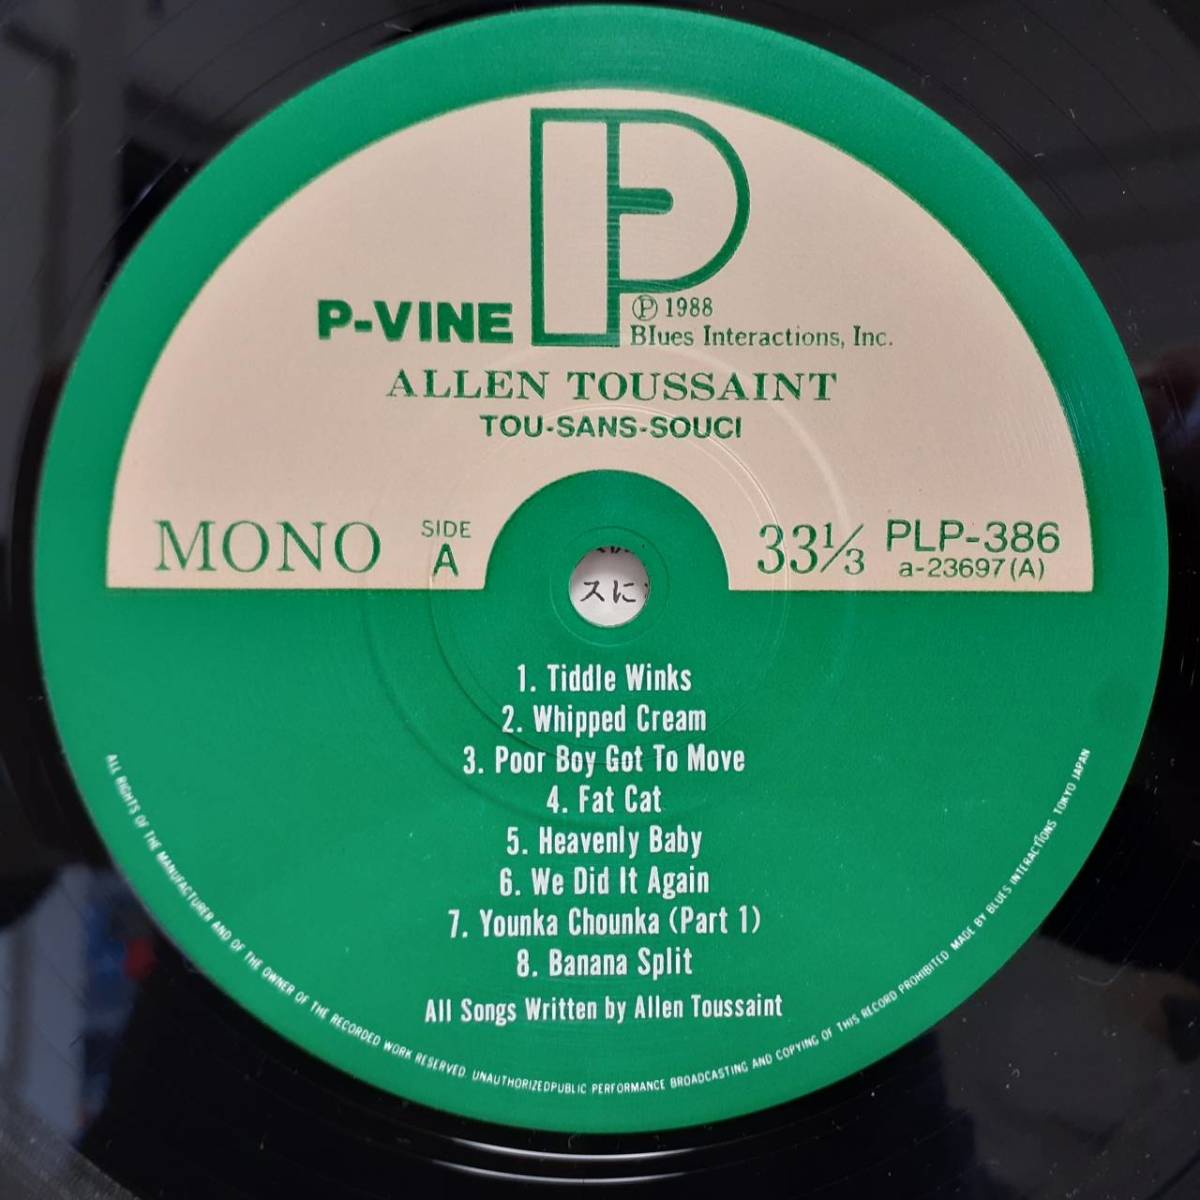 P-VINE
Ⓟ 1988
Blues Interactions, Inc.
ALLEN TOUSSAINT
TOU-SANS-SOUCI
MONO
SIDE
A
33⅓
PLP-386
a-23697(A)
スに
1. Tiddle Winks
2. Whipped Cream
3. Poor Boy Got To Move
4. Fat Cat
5. Heavenly Baby
6. We Did It Again
7. Younka Chounka (Part 1)
8. Banana Split
All Songs Written by Allen Toussaint
ALL RIGHTS OF THE MANUFACTURER AND OF THE OWNER OF THE RECORDED WORK RESERVED. UNAUTHORIZEDPUBLIC PERFORMANCE BROADCASTING AND COPYING OF THIS RECORD PROHIBITED. MADE BY BLUES INTERACTIONS TOKYO JAPAN